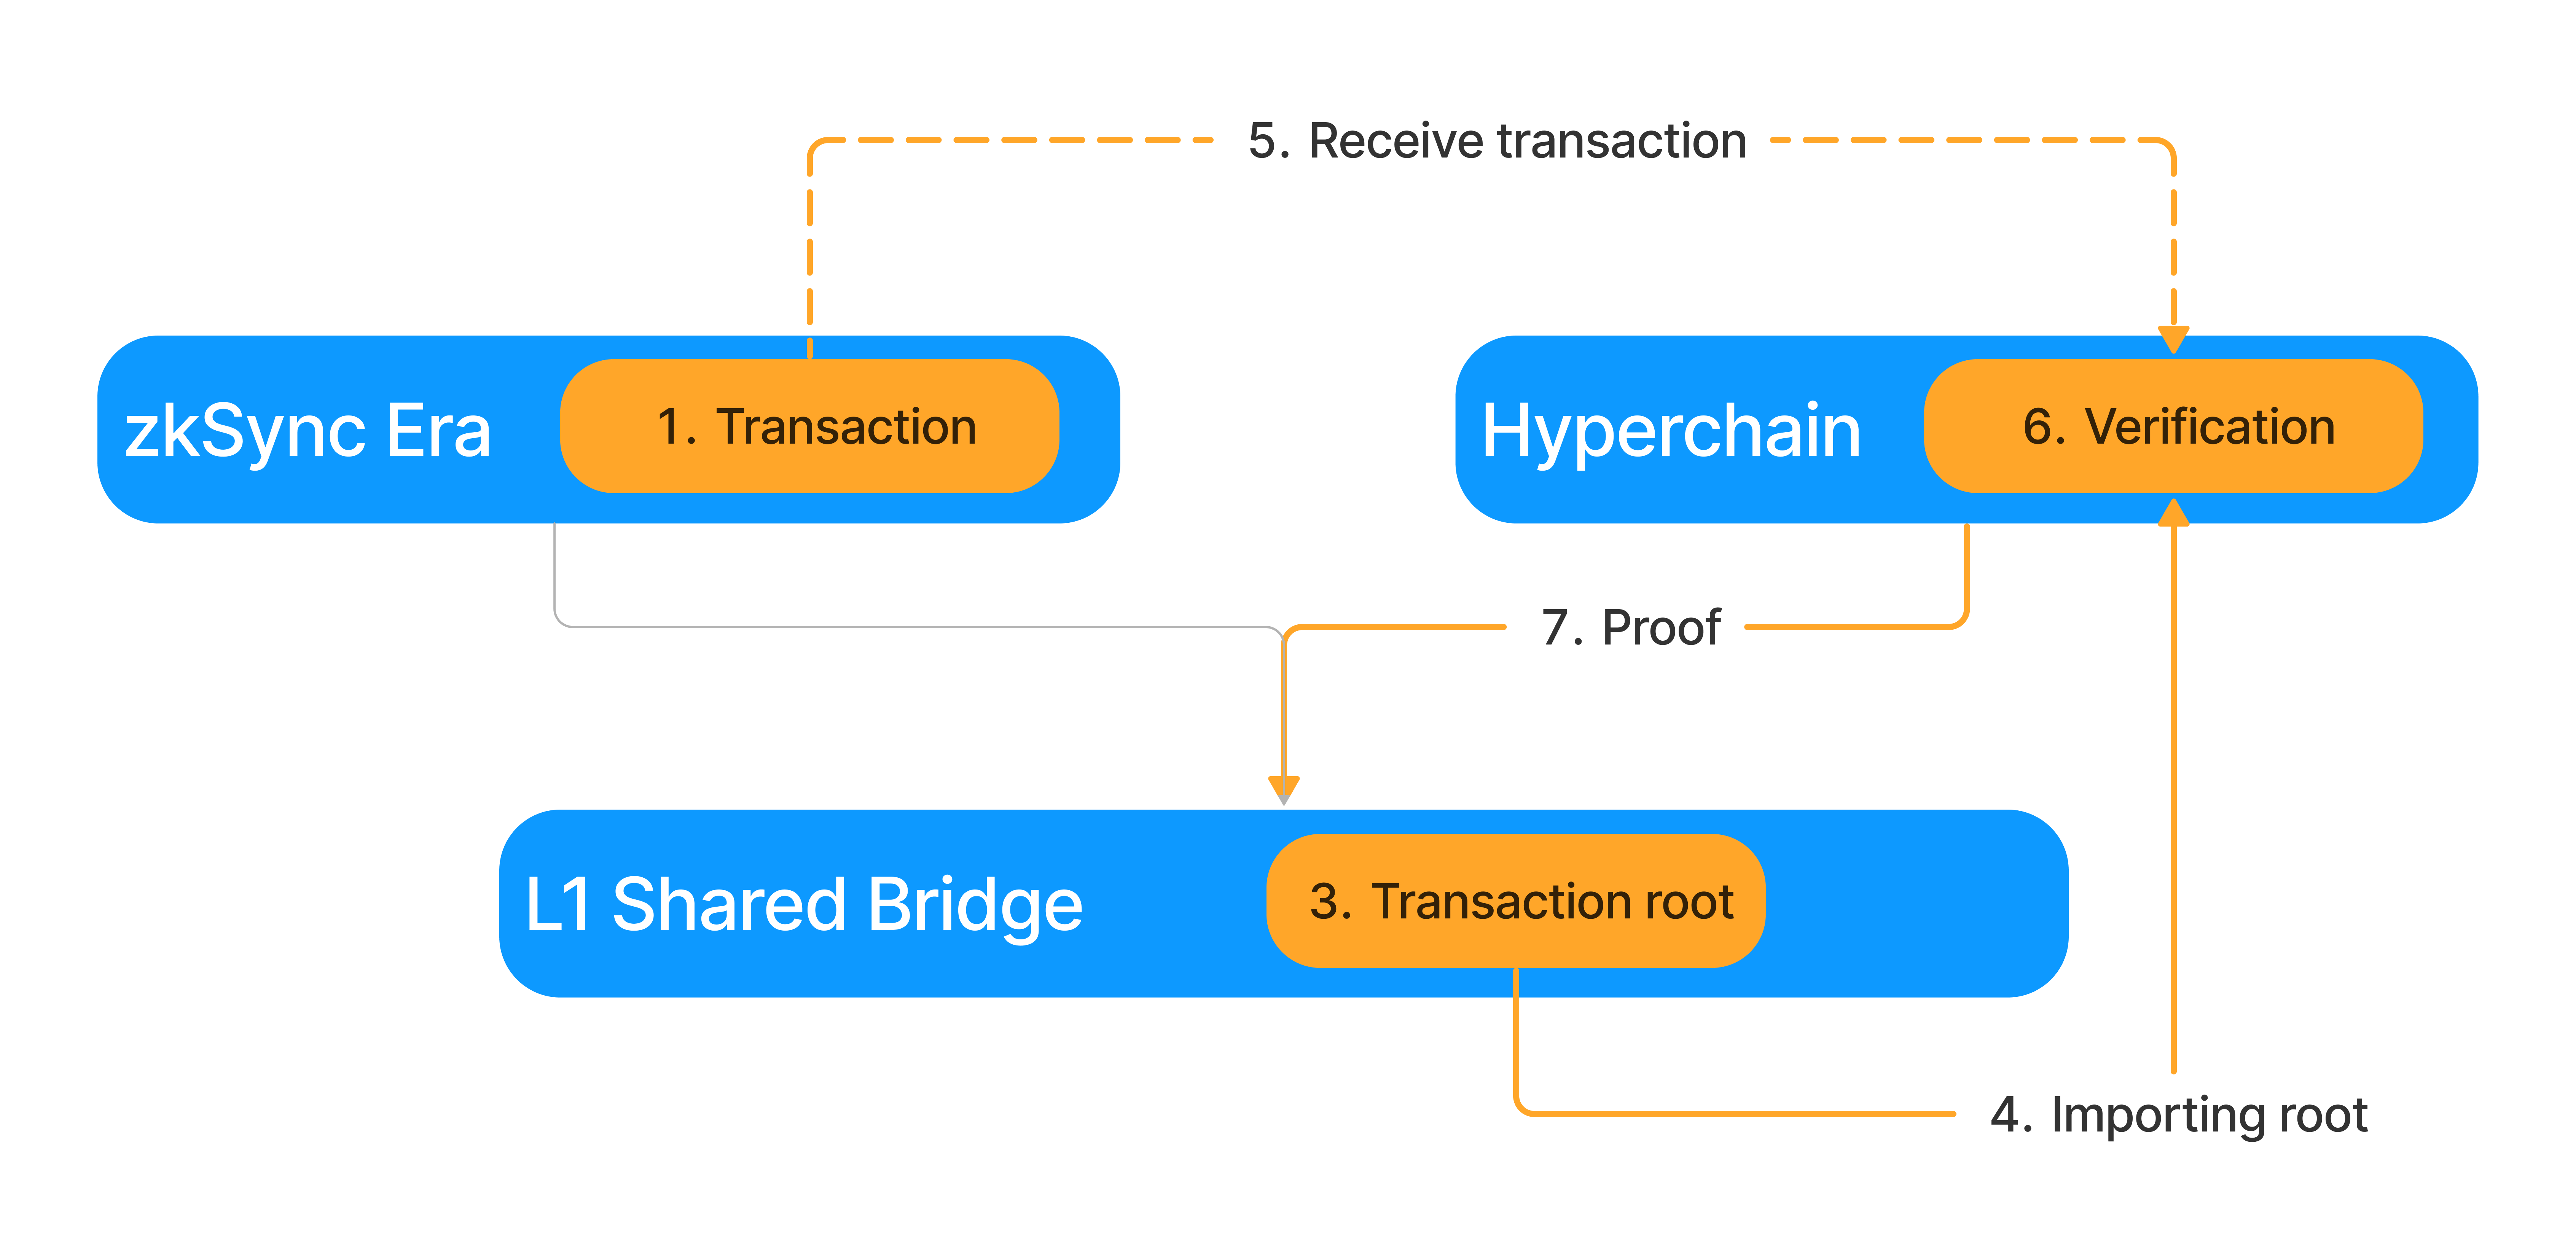 5. Receive transaction
zkSync Era
1. Transaction
Hyperchain
6. Verification
7. Proof
L1 Shared Bridge
3. Transaction root
4. Importing root